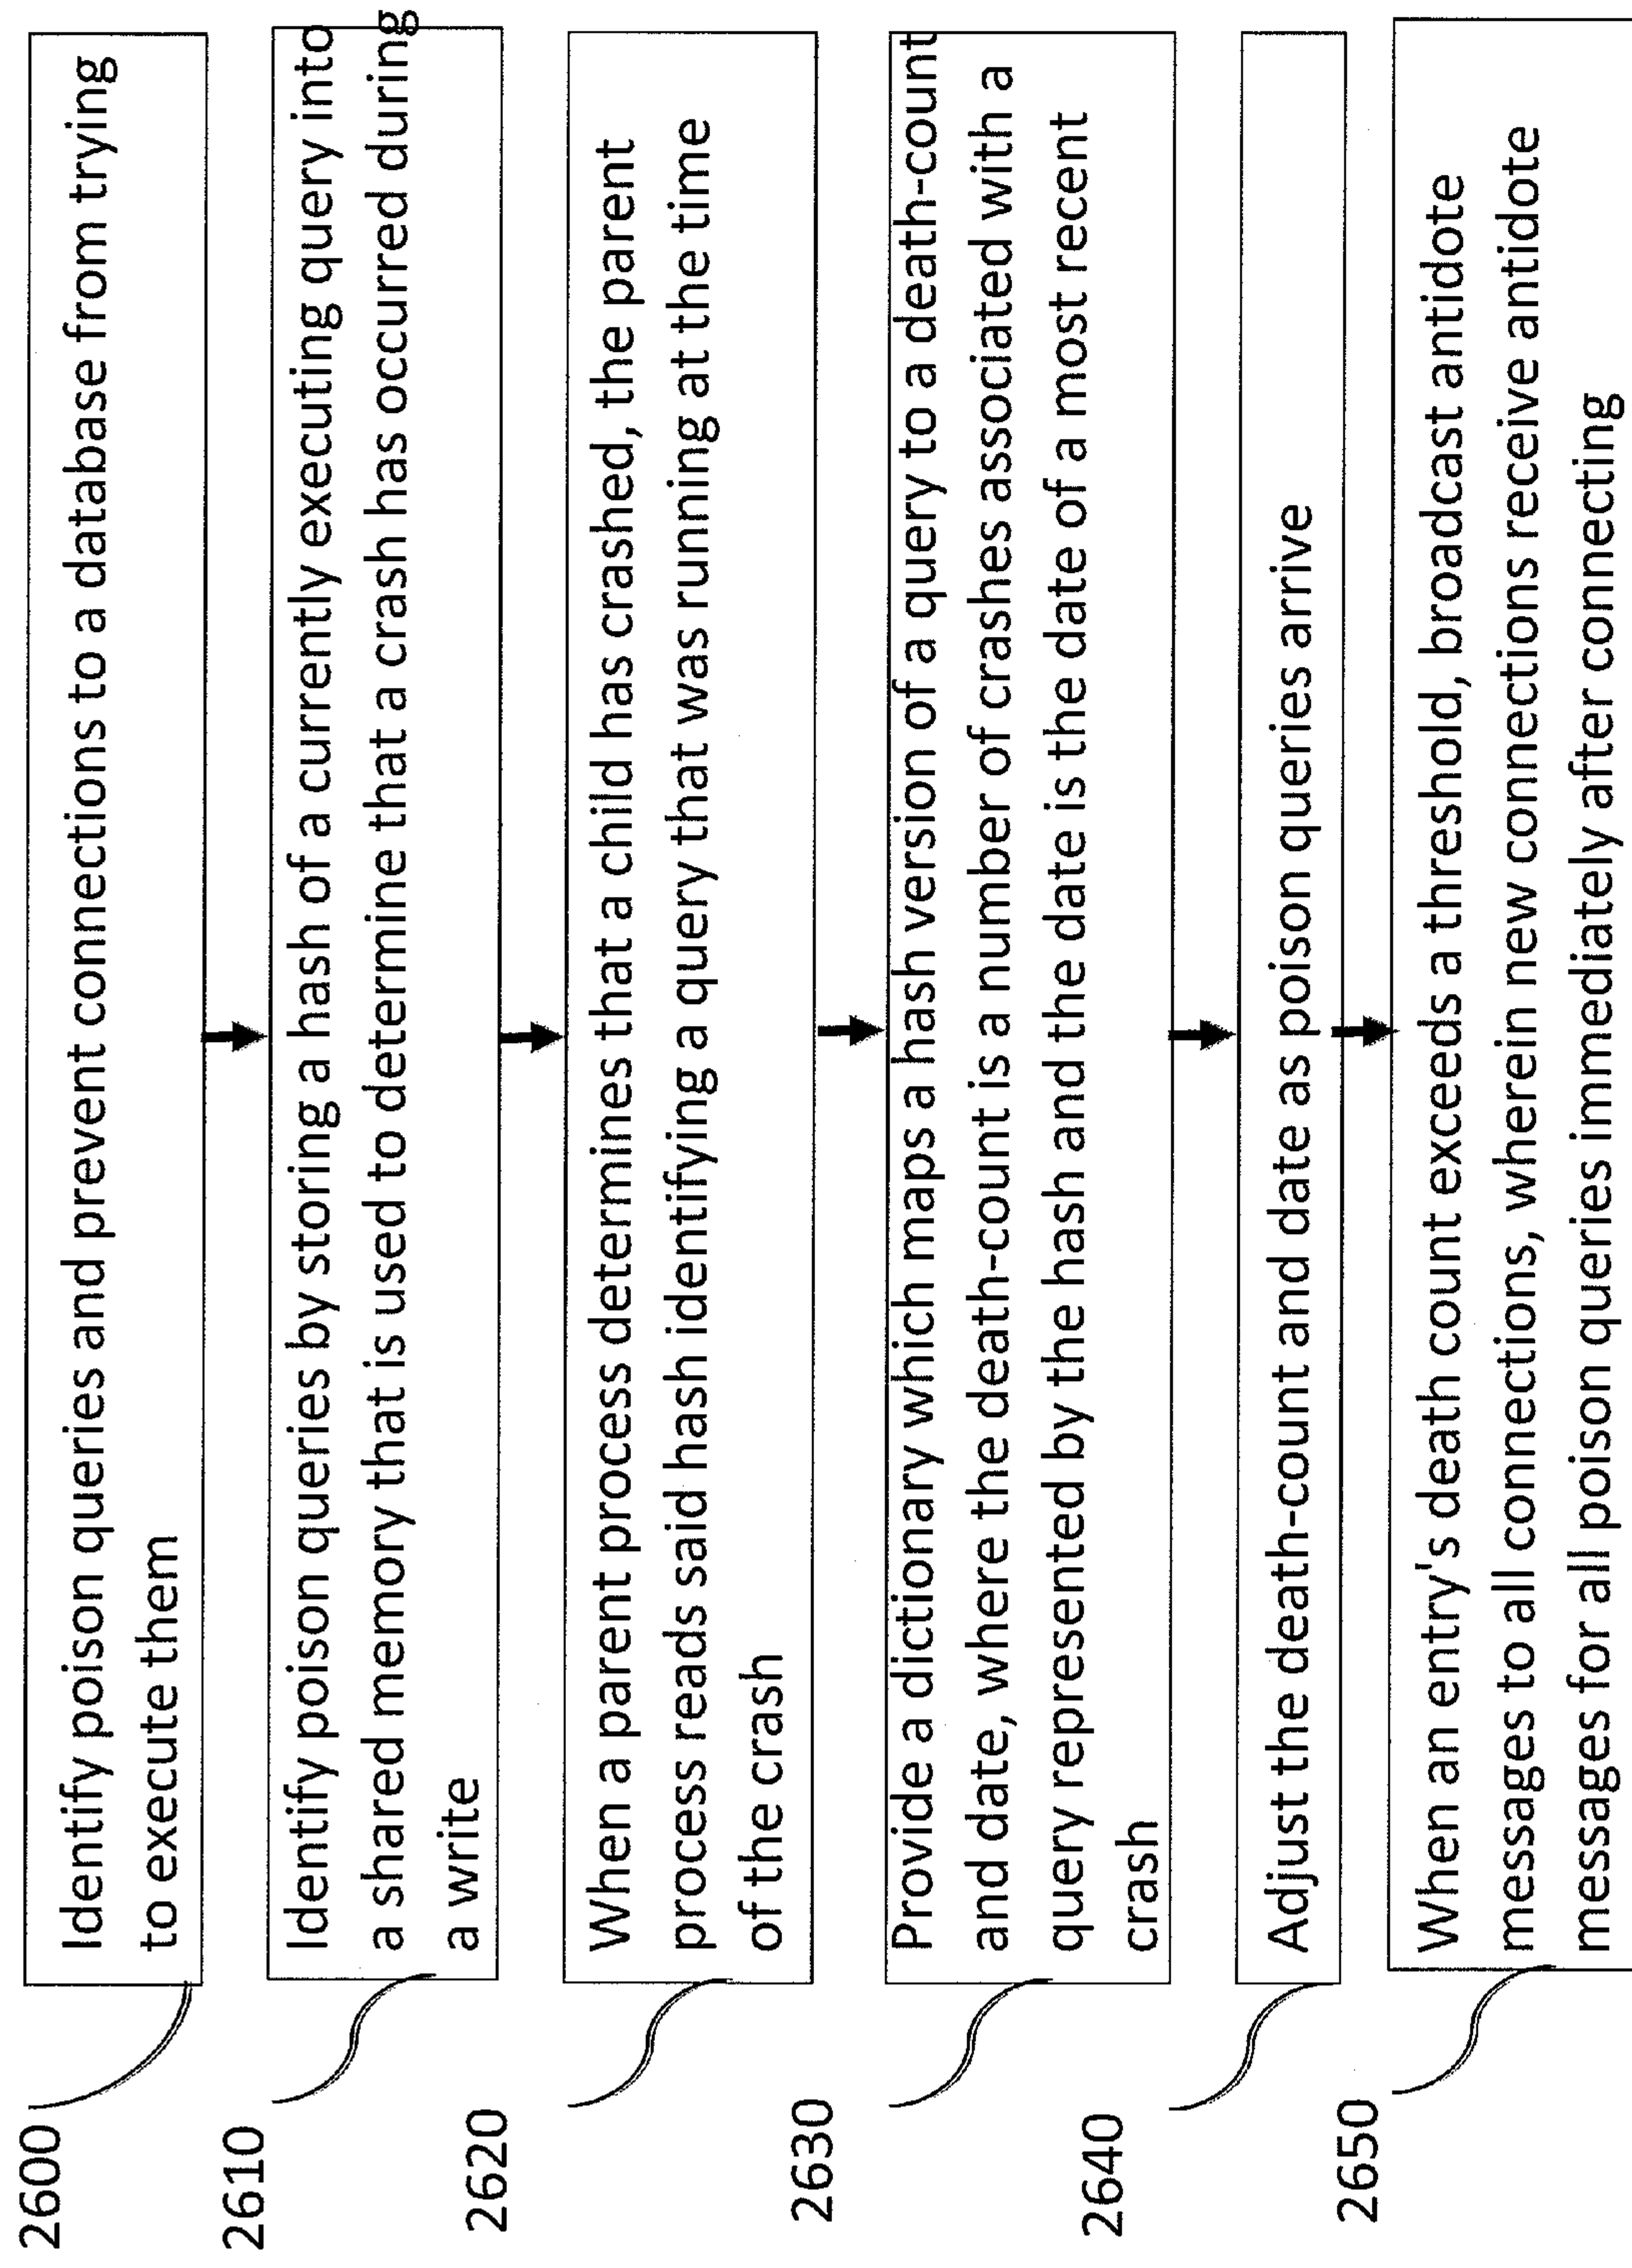 2600
Identify poison queries and prevent connections to a database from trying
to execute them
2610
Identify poison queries by storing a hash of a currently executing query into
a shared memory that is used to determine that a crash has occurred during
a write
2620
When a parent process determines that a child has crashed, the parent
process reads said hash identifying a query that was running at the time
of the crash
2630
Provide a dictionary which maps a hash version of a query to a death-count
and date, where the death-count is a number of crashes associated with a
query represented by the hash and the date is the date of a most recent
crash
2640
Adjust the death-count and date as poison queries arrive
2650
When an entry's death count exceeds a threshold, broadcast antidote
messages to all connections, wherein new connections receive antidote
messages for all poison queries immediately after connecting